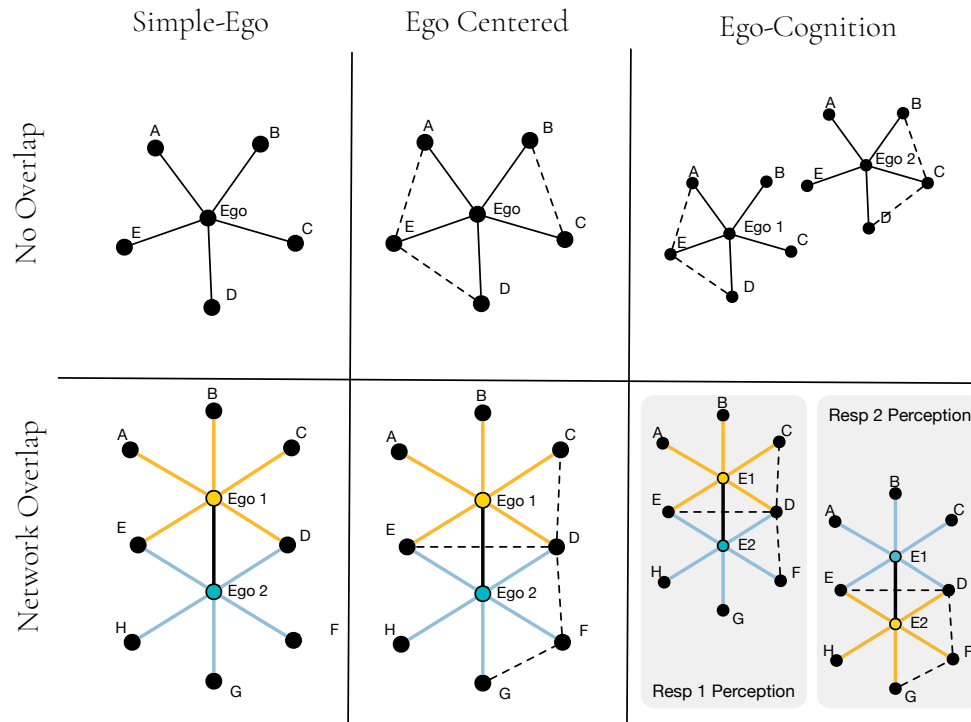 Simple-Ego
Ego Centered
Ego-Cognition
No Overlap
A
B
Ego
E
C
D
A
B
Ego
E
C
D
A
B
Ego 1
E
C
D
A
B
Ego 2
E
C
D
Network Overlap
B
A
C
Ego 1
E
D
Ego 2
H
F
G
B
A
C
Ego 1
E
D
Ego 2
H
F
G
B
A
C
E1
E
D
E2
H
F
G
Resp 1 Perception
Resp 2 Perception
B
A
C
E1
E
D
E2
H
F
G